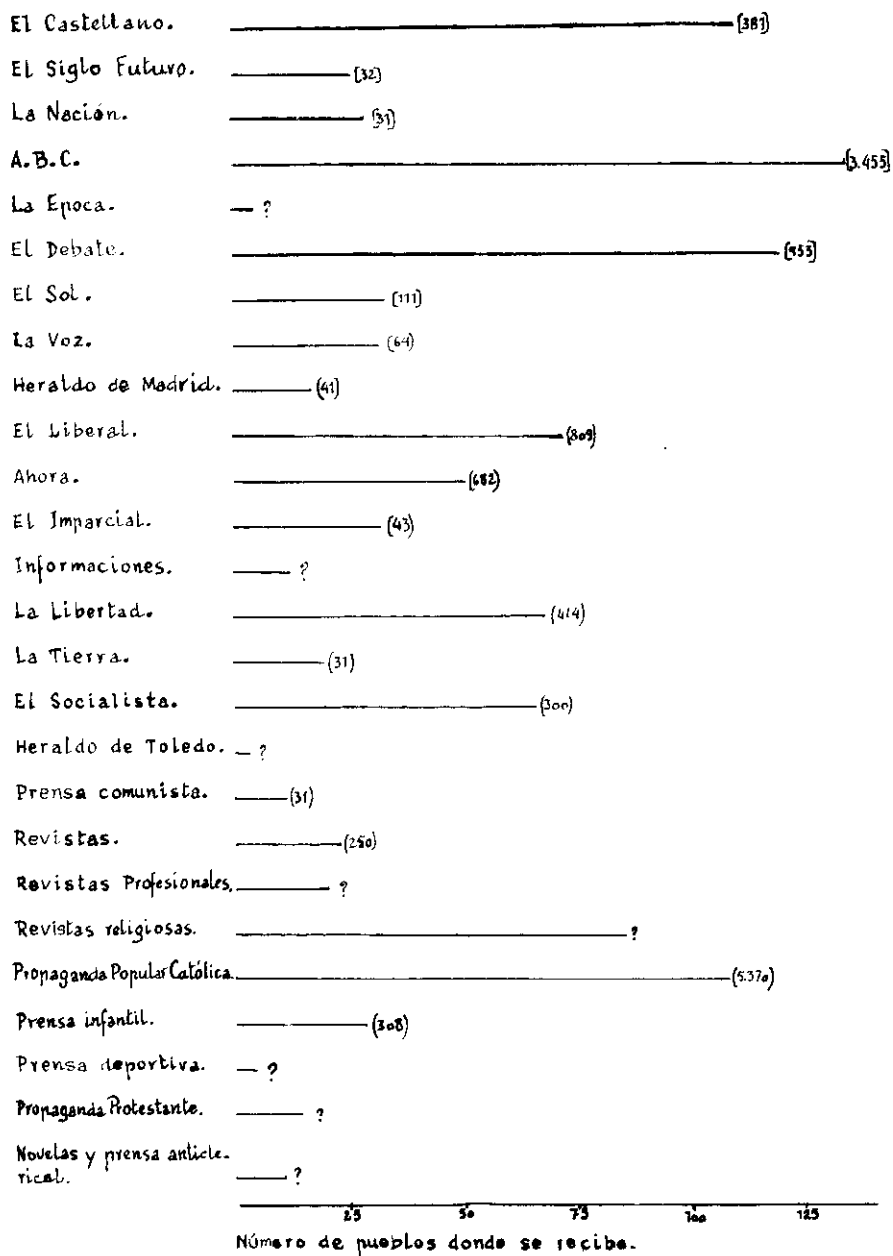 El Castellano. (381)
El Siglo Futuro. (32)
La Nación. (31)
A.B.C. (3.455)
La Epoca. ?
El Debate. (953)
El Sol. (111)
La Voz. (64)
Heraldo de Madrid. (41)
El Liberal. (809)
Ahora. (682)
El Imparcial. (43)
Informaciones. ?
La Libertad. (414)
La Tierra. (31)
El Socialista. (300)
Heraldo de Toledo. ?
Prensa comunista. (31)
Revistas. (250)
Revistas Profesionales. ?
Revistas religiosas. ?
Propaganda Popular Católica. (5.370)
Prensa infantil. (308)
Prensa deportiva. ?
Propaganda Protestante. ?
Novelas y prensa anticle-
rical. ?
25 50 75 100 125
Número de pueblos donde se recibe.